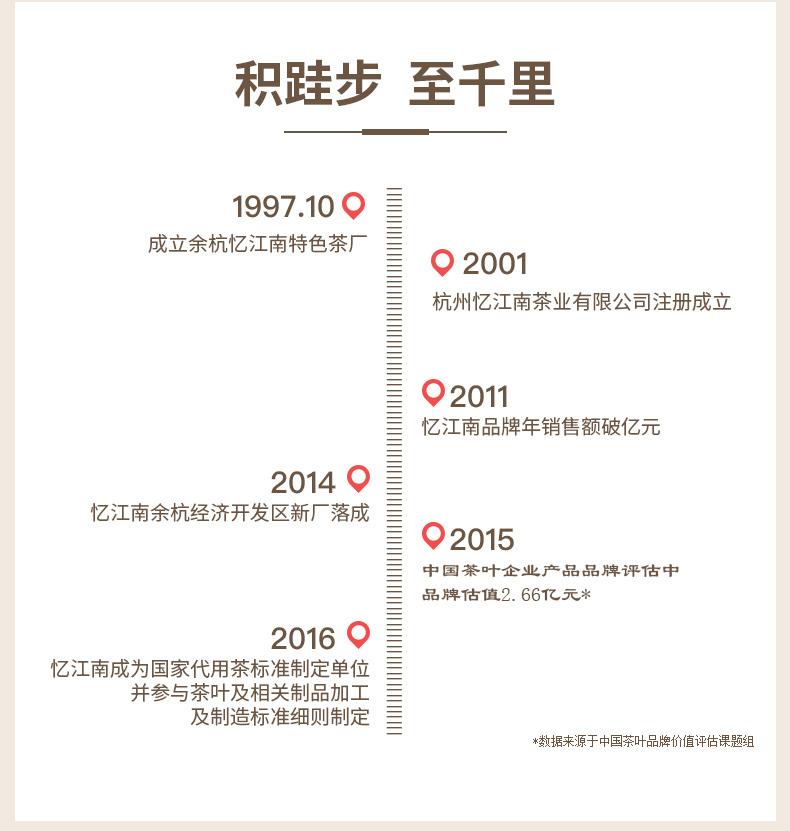 积跬步 至千里
1997.10
成立余杭忆江南特色茶厂
2001
杭州忆江南茶业有限公司注册成立
2011
忆江南品牌年销售额破亿元
2014
忆江南余杭经济开发区新厂落成
2015
中国茶叶企业产品品牌评估中
品牌估值2.66亿元*
2016
忆江南成为国家代用茶标准制定单位
并参与茶叶及相关制品加工
及制造标准细则制定
*数据来源于中国茶叶品牌价值评估课题组